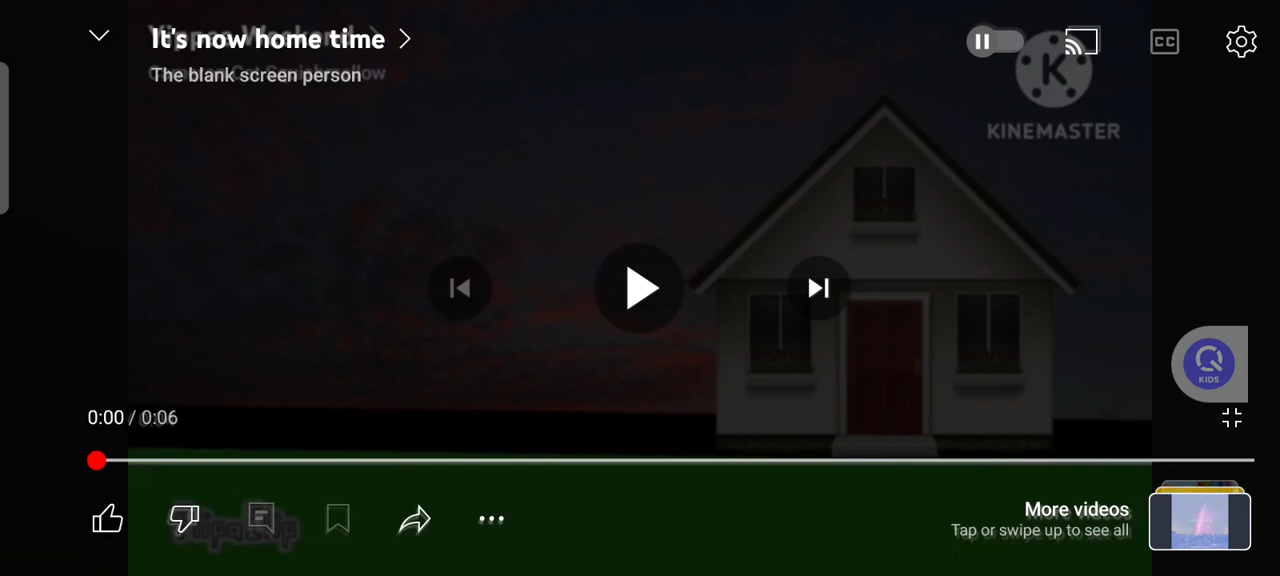 It's now home time
The blank screen person
KINEMASTER
CC
KIDS
0:00 / 0:06
More videos
Tap or swipe up to see all